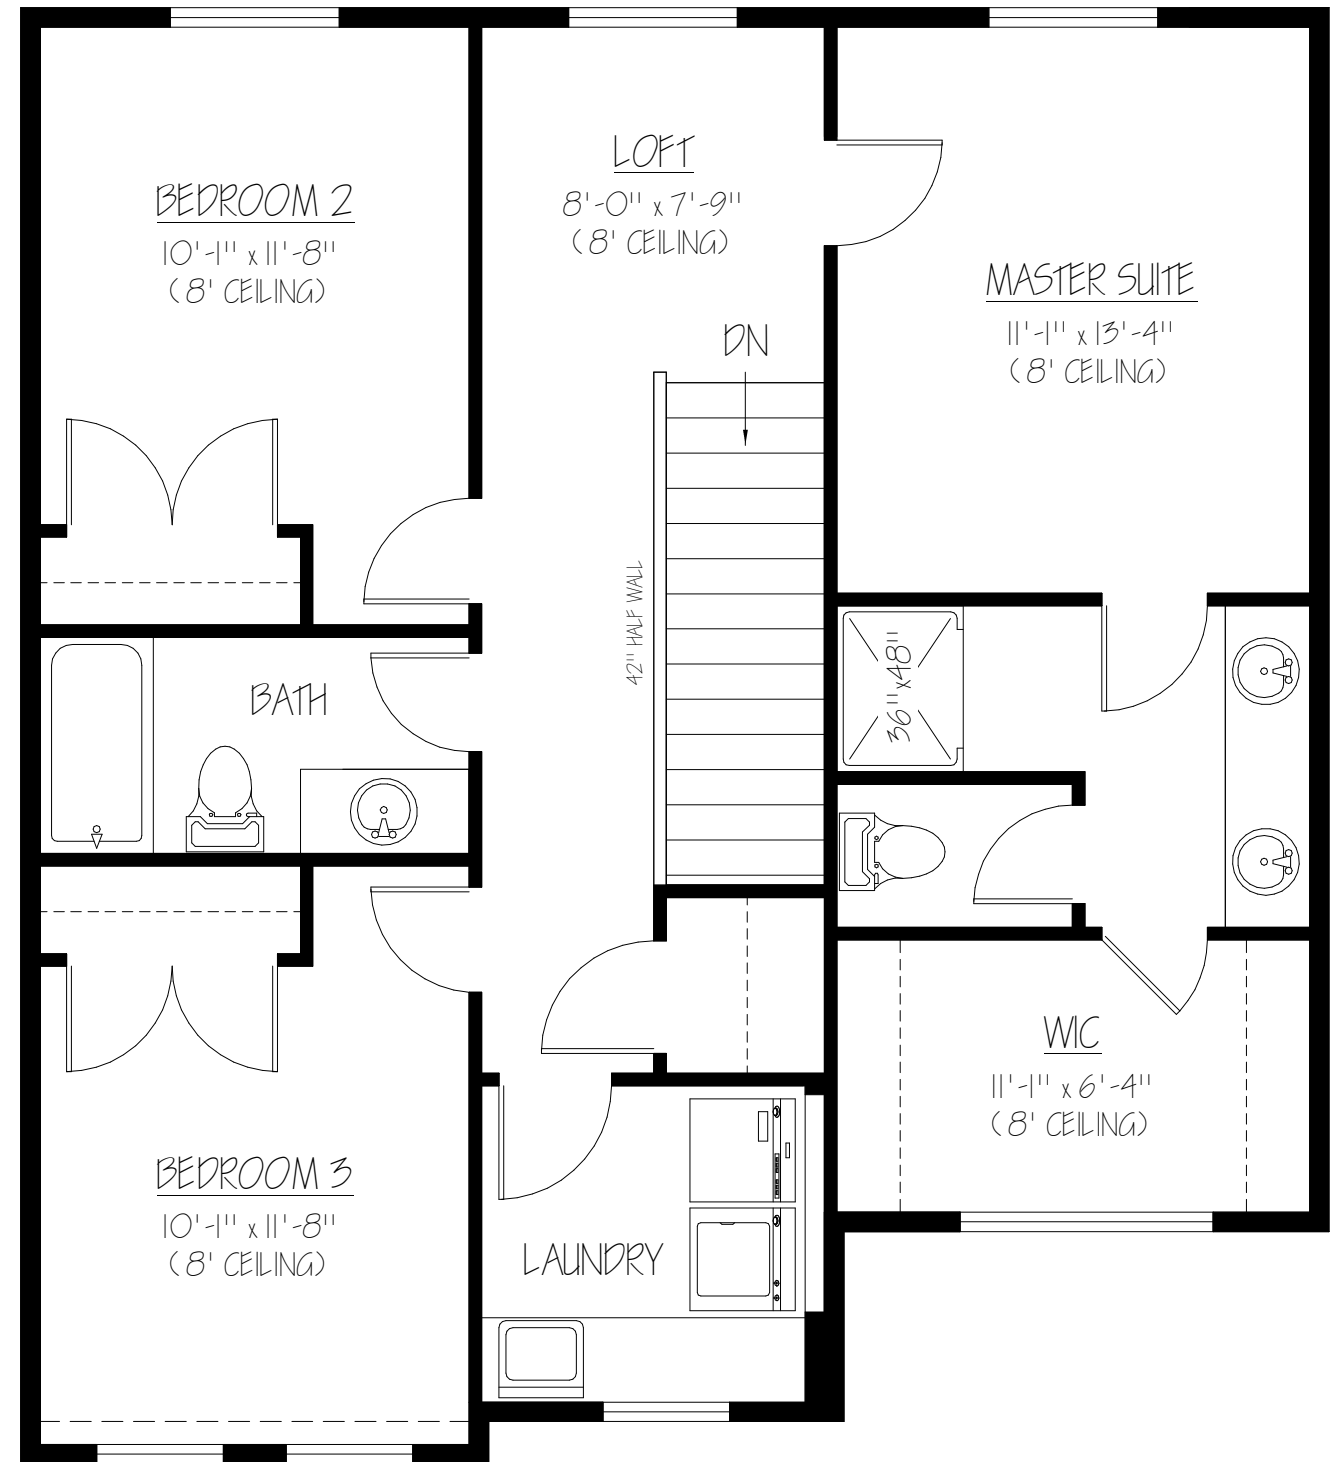 LOFT
8'-0" x 7'-9"
(8' CEILING)
BEDROOM 2
10'-1" x 11'-8"
(8' CEILING)
MASTER SUITE
11'-1" x 13'-4"
(8' CEILING)
DN
42" HALF WALL
36"x48"
BATH
WIC
11'-1" x 6'-4"
(8' CEILING)
BEDROOM 3
10'-1" x 11'-8"
(8' CEILING)
LAUNDRY